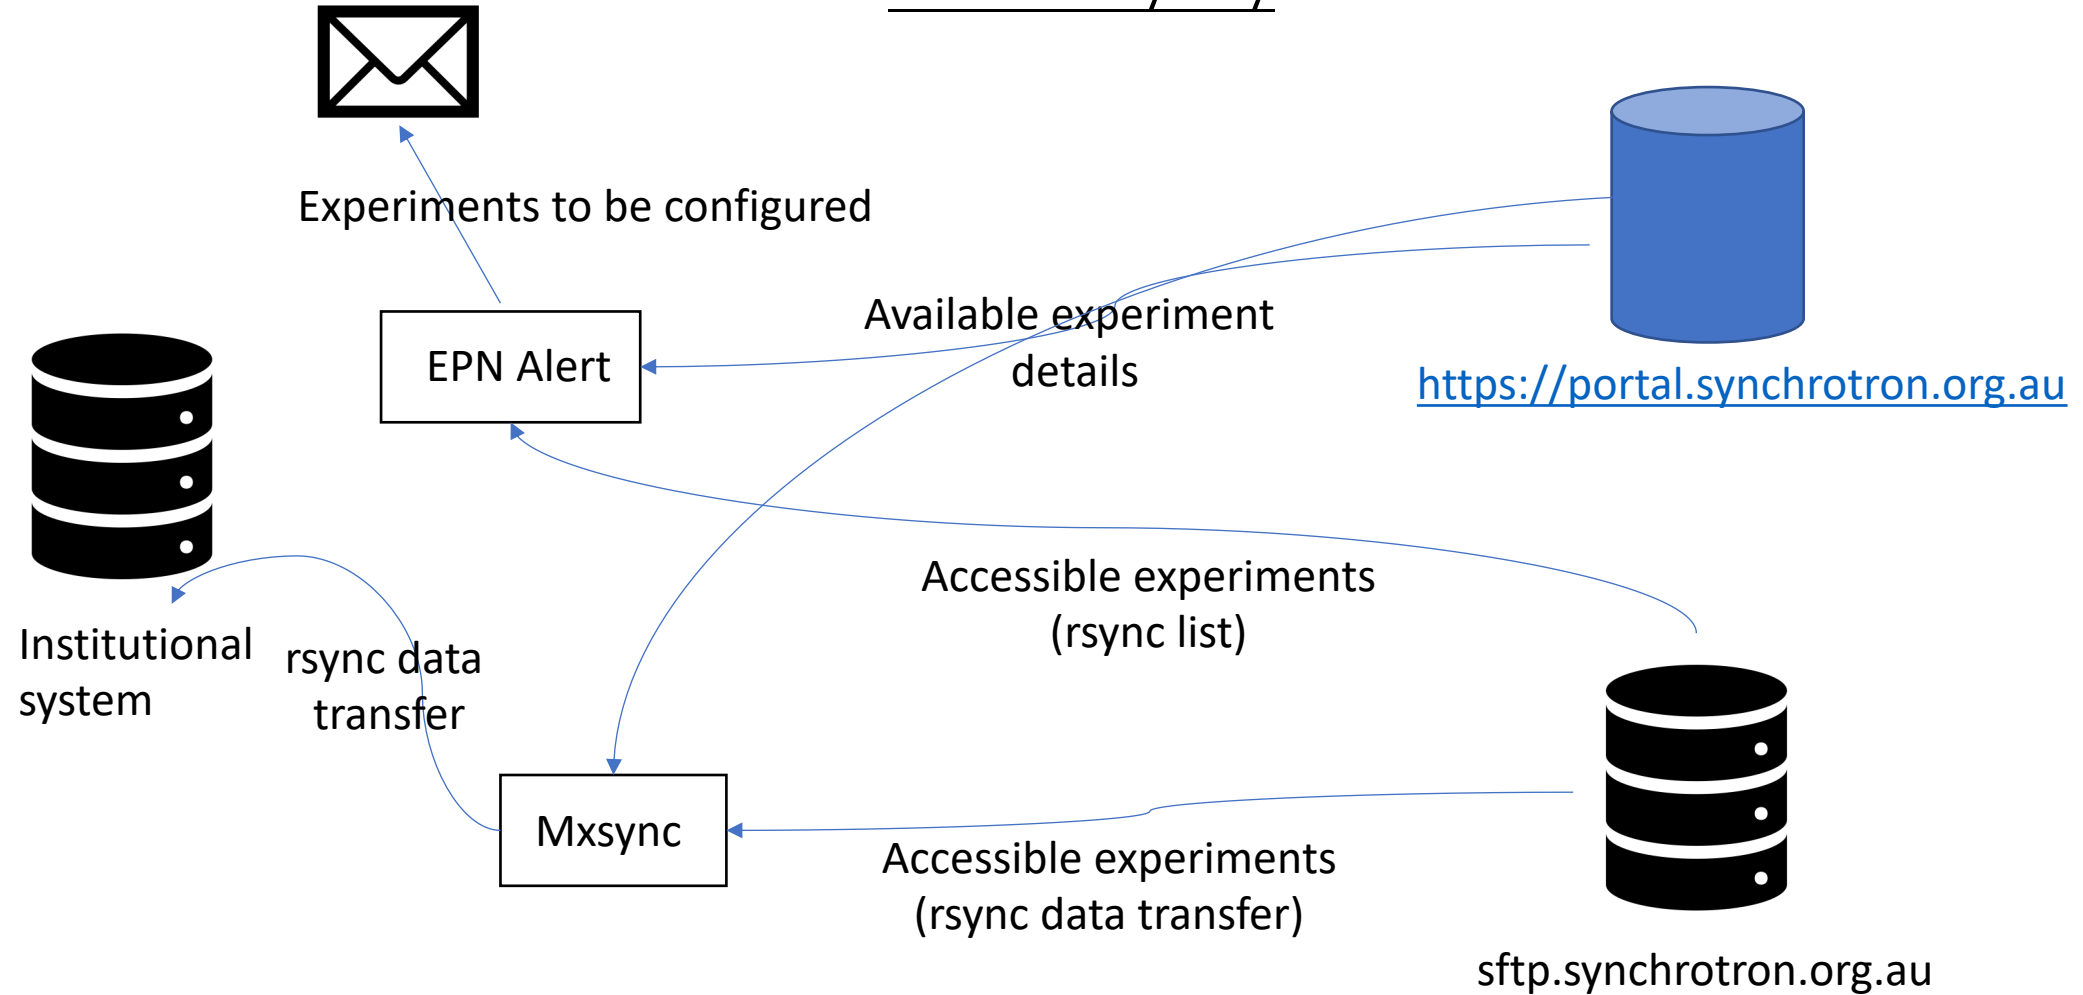 Experiments to be configured
Available experiment
details
EPN Alert
https://portal.synchrotron.org.au
Accessible experiments
(rsync list)
Institutional
system
rsync data
transfer
Mxsync
Accessible experiments
(rsync data transfer)
sftp.synchrotron.org.au